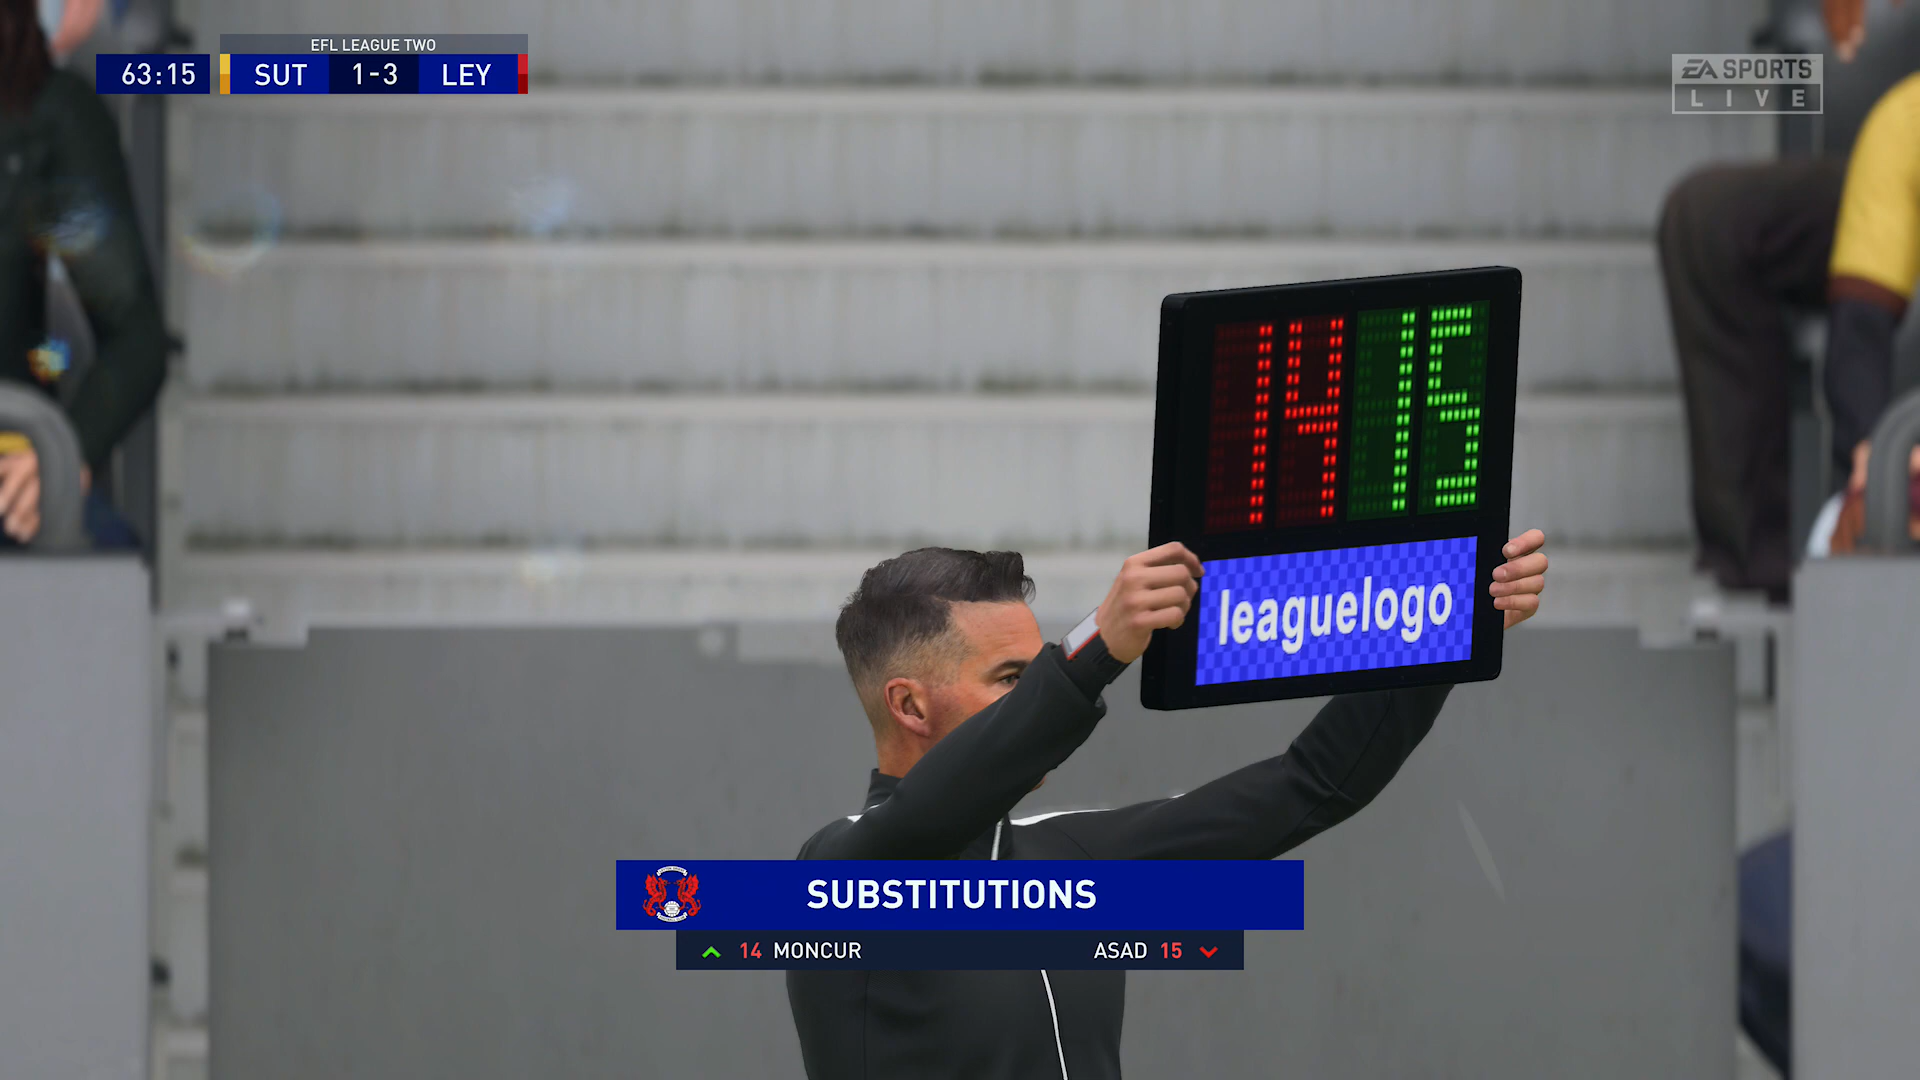 EFL LEAGUE TWO
63:15 SUT 1-3 LEY
EA SPORTS
LIVE
14 15
leaguelogo
SUBSTITUTIONS
14 MONCUR ASAD 15